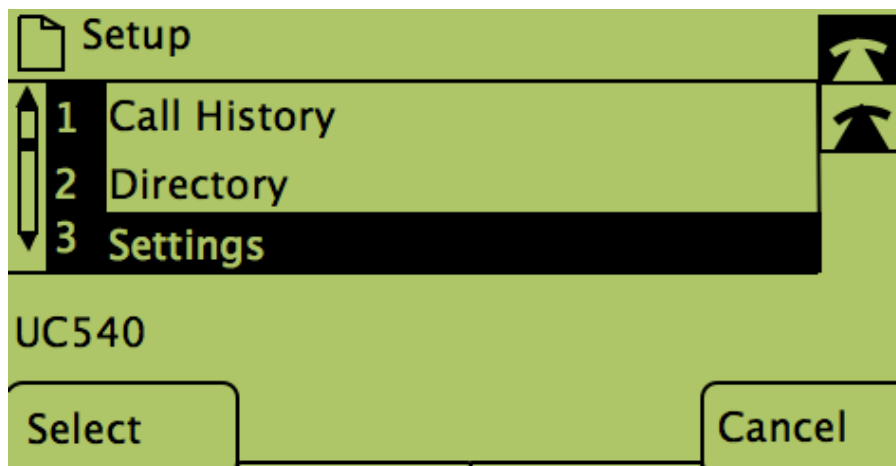 Setup
1 Call History
2 Directory
3 Settings
UC540
Select Cancel